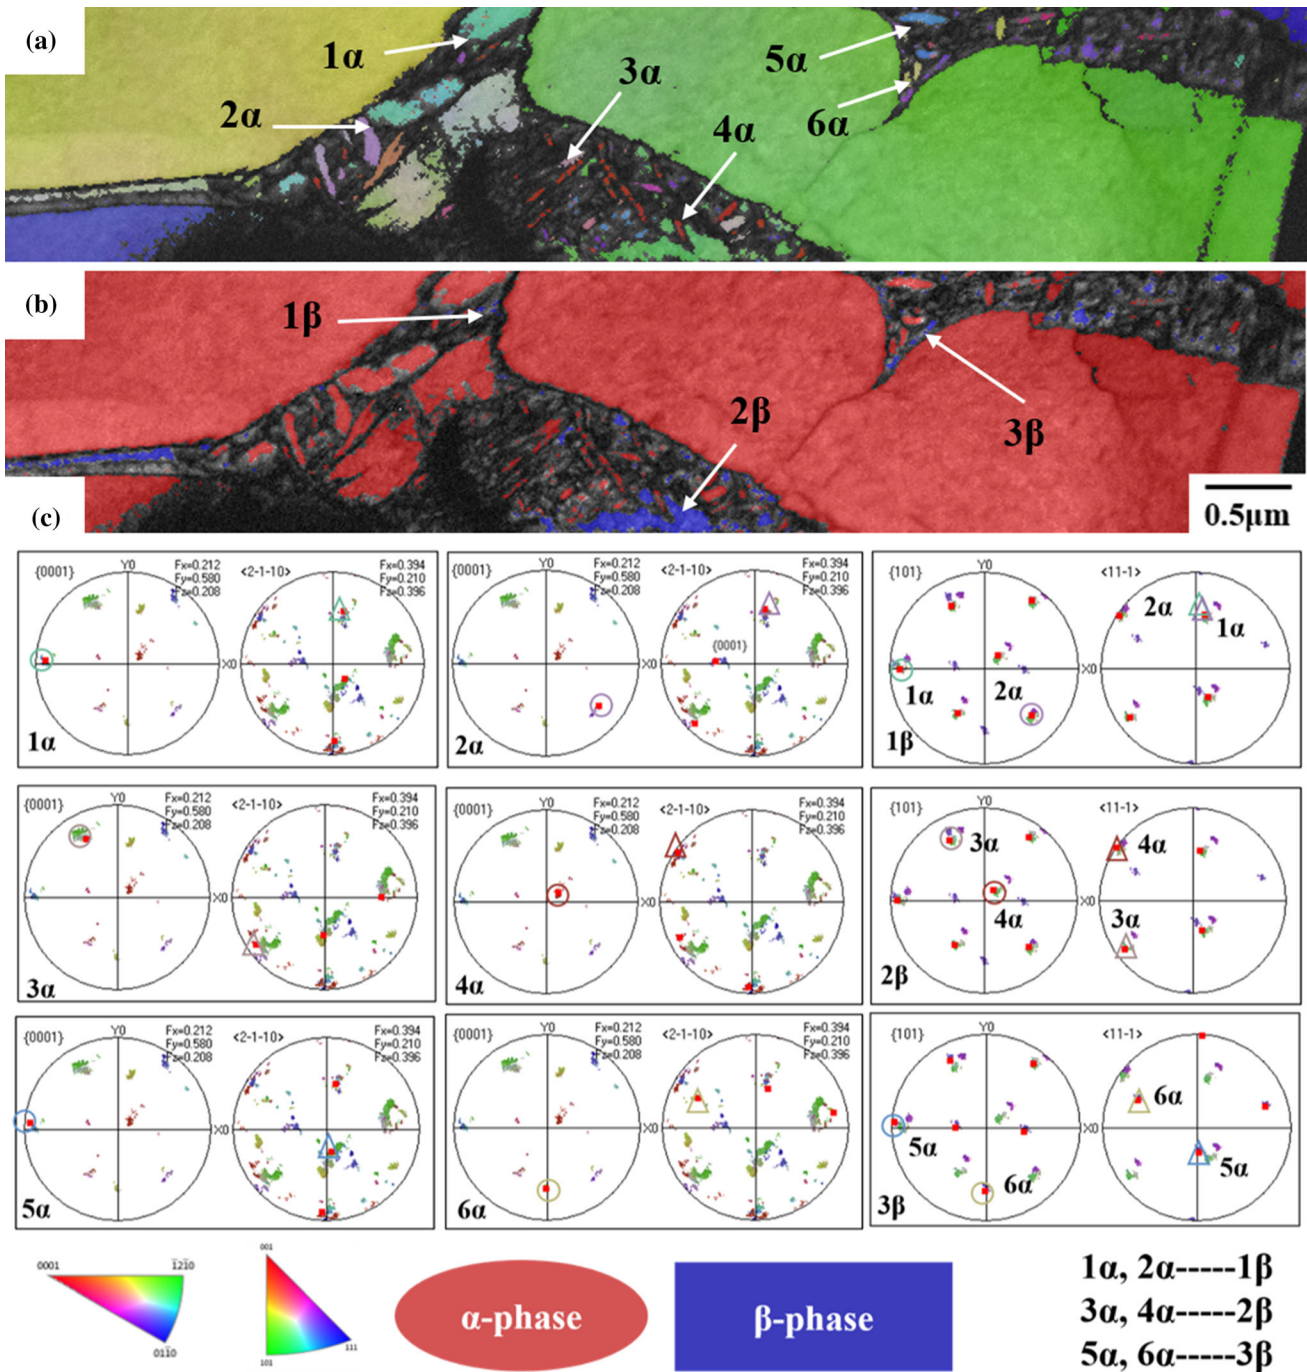 (a)
1α
2α
3α
4α
5α
6α
(b)
1β
2β
3β
0.5μm
(c)
{0001} Y0 Fx=0.212 <2-1-10> Fx=0.394
Fy=0.580 Fy=0.210
Fz=0.208 Fz=0.396
X0
1α
{0001} Fx=0.212 <2-1-10> Fx=0.394
Fy=0.580 Fy=0.210
Fz=0.208 Fz=0.396
{0001}
2α
{101} Y0 <11-1>
2α
1α
X0
1α
2α
1β
{0001} Y0 Fx=0.212 <2-1-10> Fx=0.394
Fy=0.580 Fy=0.210
Fz=0.208 Fz=0.396
X0
3α
{0001} Fx=0.212 <2-1-10> Fx=0.394
Fy=0.580 Fy=0.210
Fz=0.208 Fz=0.396
4α
{101} Y0 <11-1>
3α
4α
X0
4α
3α
2β
{0001} Y0 Fx=0.212 <2-1-10> Fx=0.394
Fy=0.580 Fy=0.210
Fz=0.208 Fz=0.396
X0
5α
{0001} Y0 Fx=0.212 <2-1-10> Fx=0.394
Fy=0.580 Fy=0.210
Fz=0.208 Fz=0.396
6α
{101} Y0 <11-1>
6α
X0
5α
5α
6α
3β
0001
1̄21̄0
011̄0
001
101
111
α-phase
β-phase
1α, 2α-----1β
3α, 4α-----2β
5α, 6α-----3β